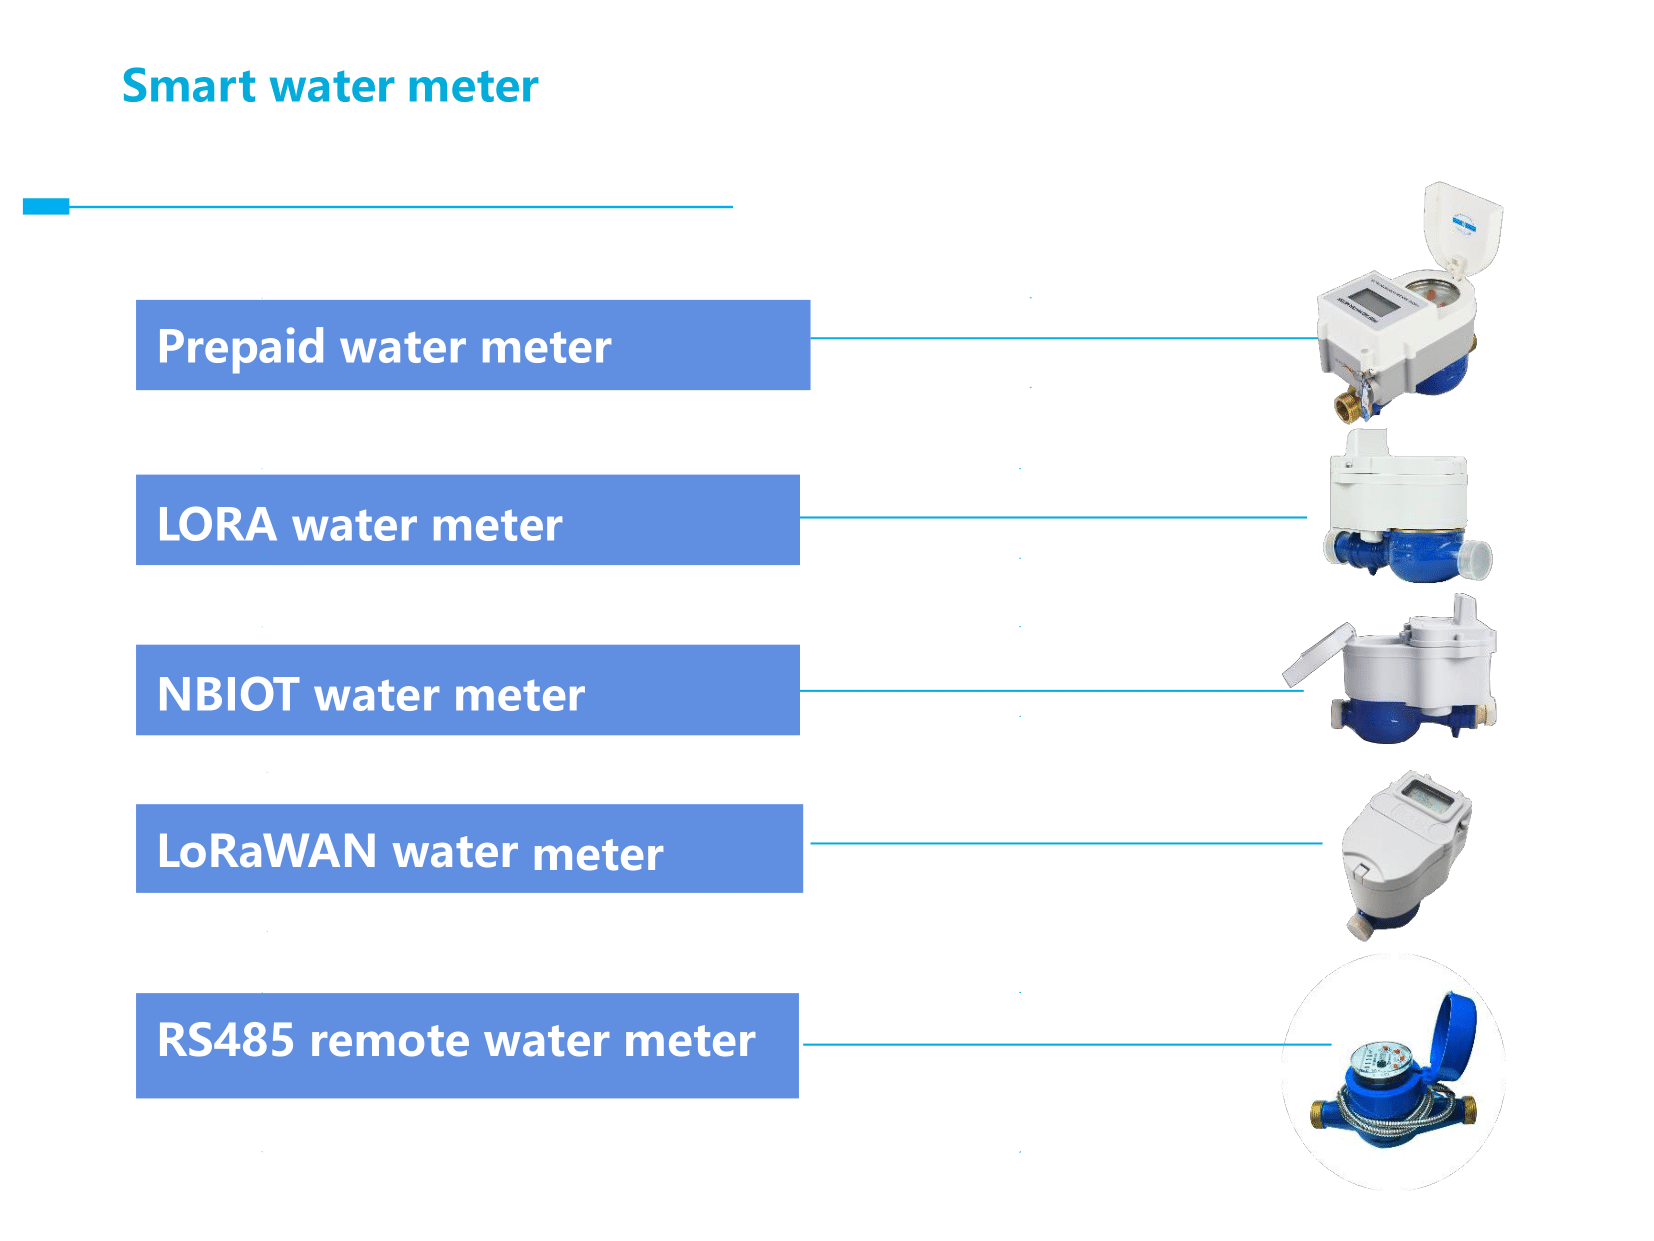 Smart water meter
Prepaid water meter
LORA water meter
NBIOT water meter
LoRaWAN water meter
RS485 remote water meter